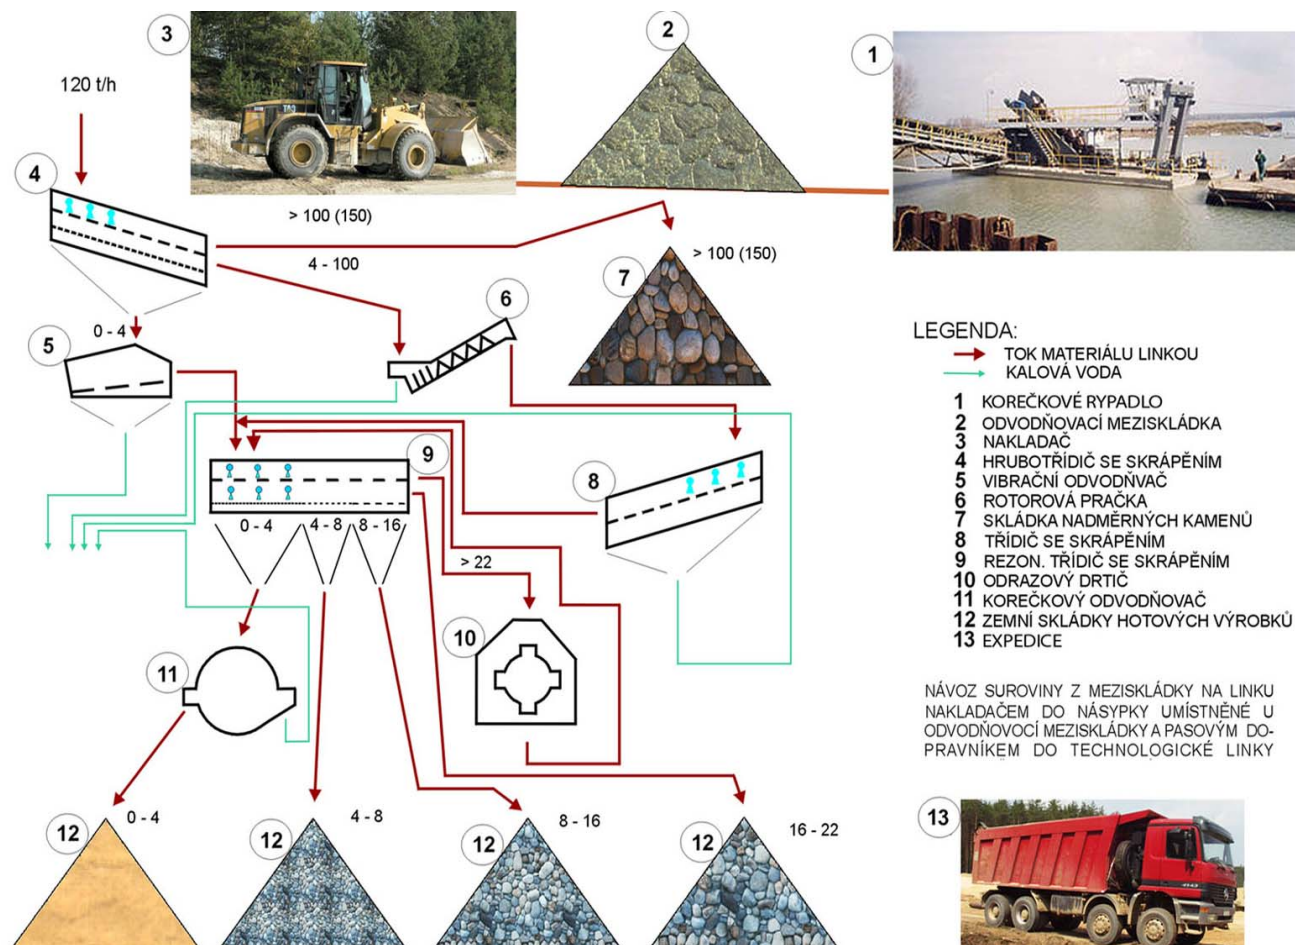 3
2
1
120 t/h
4
> 100 (150)
4 - 100
> 100 (150)
7
6
0 - 4
5
LEGENDA:
TOK MATERIÁLU LINKOU
KALOVÁ VODA
1 KOREČKOVÉ RYPADLO
2 ODVODŇOVACÍ MEZISKLÁDKA
3 NAKLADAČ
4 HRUBOTŘÍDIČ SE SKRÁPĚNÍM
5 VIBRAČNÍ ODVODŇVAČ
6 ROTOROVÁ PRAČKA
7 SKLÁDKA NADMĚRNÝCH KAMENŮ
8 TŘÍDIČ SE SKRÁPĚNÍM
9 REZON. TŘÍDIČ SE SKRÁPĚNÍM
10 ODRAZOVÝ DRTIČ
11 KOREČKOVÝ ODVODŇOVAČ
12 ZEMNÍ SKLÁDKY HOTOVÝCH VÝROBKŮ
13 EXPEDICE
9
8
0 - 4 4 - 8 8 - 16
> 22
10
11
NÁVOZ SUROVINY Z MEZISKLÁDKY NA LINKU
NAKLADAČEM DO NÁSYPKY UMÍSTNĚNÉ U
ODVODŇOVOCÍ MEZISKLÁDKY A PASOVÝM DO-
PRAVNÍKEM DO TECHNOLOGICKÉ LINKY
12
0 - 4
12
4 - 8
12
8 - 16
12
16 - 22
13